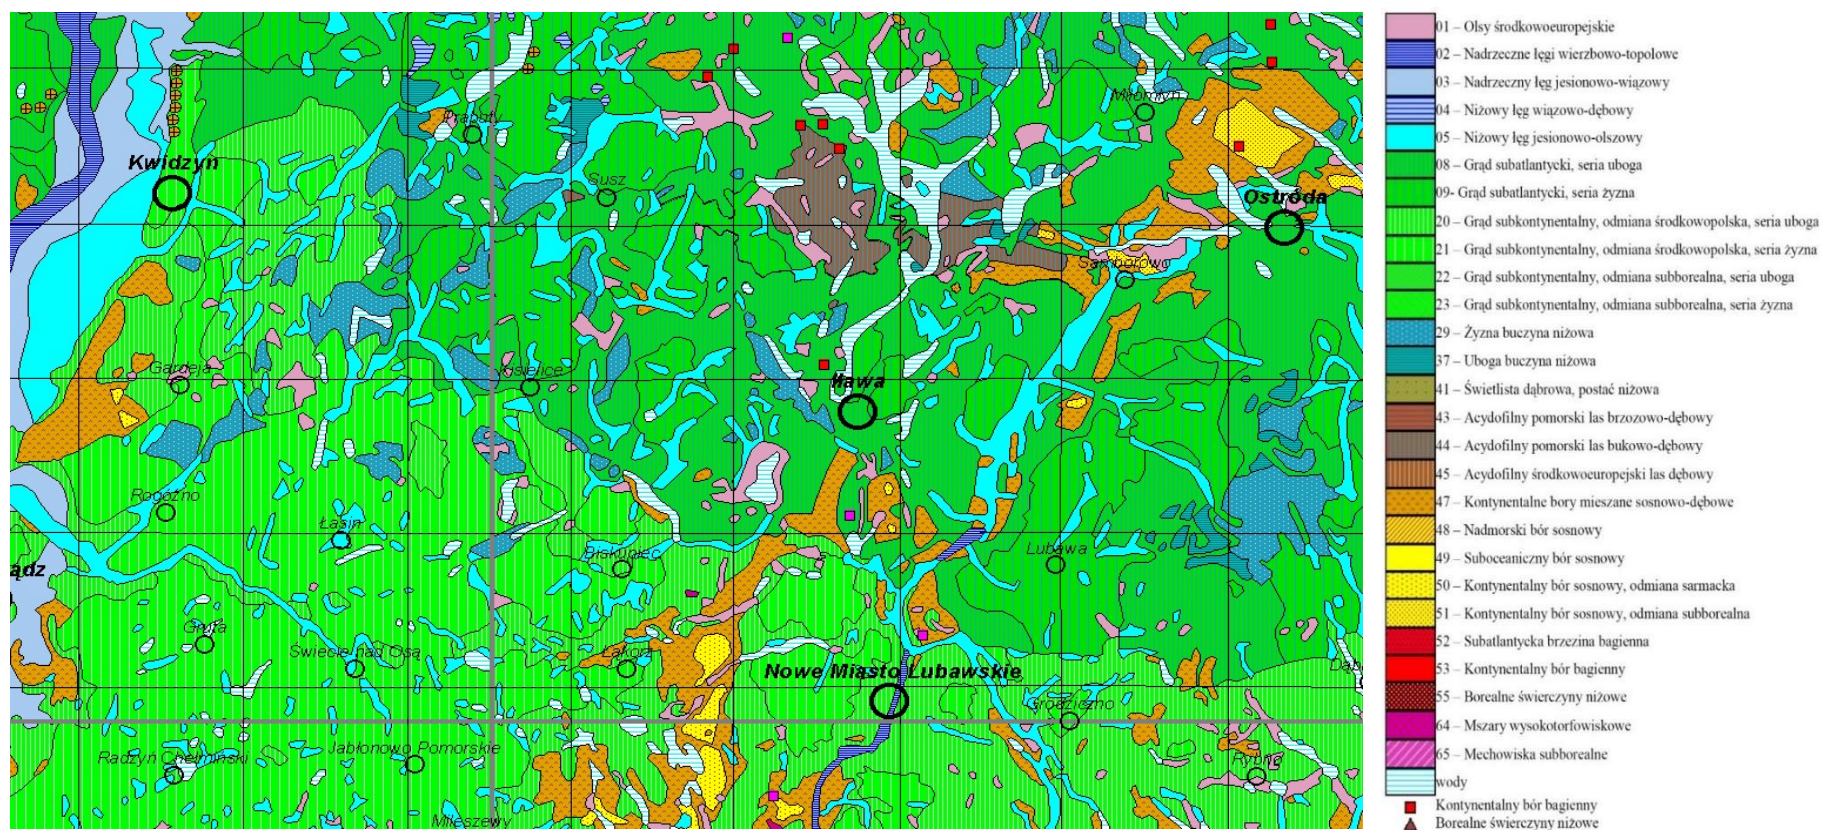 Miłomłyn
Prabuty
Kwidzyń
Susz
Ostróda
Samborowo
Gardeja
Kisielice
Iława
Rogóźno
Łasin
Biskupiec
Lubawa
ądz
Gruta
Świecie nad Osą
Łąkorz
Nowe Miasto Lubawskie
Dąb
Grodziczno
Radzyń Chełmiński
Jabłonowo Pomorskie
Rybno
Mileszewy
01 – Olsy środkowoeuropejskie
02 – Nadrzeczne łęgi wierzbowo-topolowe
03 – Nadrzeczny łęg jesionowo-wiązowy
04 – Niżowy łęg wiązowo-dębowy
05 – Niżowy łęg jesionowo-olszowy
08 – Grąd subatlantycki, seria uboga
09- Grąd subatlantycki, seria żyzna
20 – Grąd subkontynentalny, odmiana środkowopolska, seria uboga
21 – Grąd subkontynentalny, odmiana środkowopolska, seria żyzna
22 – Grąd subkontynentalny, odmiana subborealna, seria uboga
23 – Grąd subkontynentalny, odmiana subborealna, seria żyzna
29 – Żyzna buczyna niżowa
37 – Uboga buczyna niżowa
41 – Świetlista dąbrowa, postać niżowa
43 – Acydofilny pomorski las brzozowo-dębowy
44 – Acydofilny pomorski las bukowo-dębowy
45 – Acydofilny środkowoeuropejski las dębowy
47 – Kontynentalne bory mieszane sosnowo-dębowe
48 – Nadmorski bór sosnowy
49 – Suboceaniczny bór sosnowy
50 – Kontynentalny bór sosnowy, odmiana sarmacka
51 – Kontynentalny bór sosnowy, odmiana subborealna
52 – Subatlantycka brzezina bagienna
53 – Kontynentalny bór bagienny
55 – Borealne świerczyny niżowe
64 – Mszary wysokotorfowiskowe
65 – Mechowiska subborealne
wody
Kontynentalny bór bagienny
Borealne świerczyny niżowe